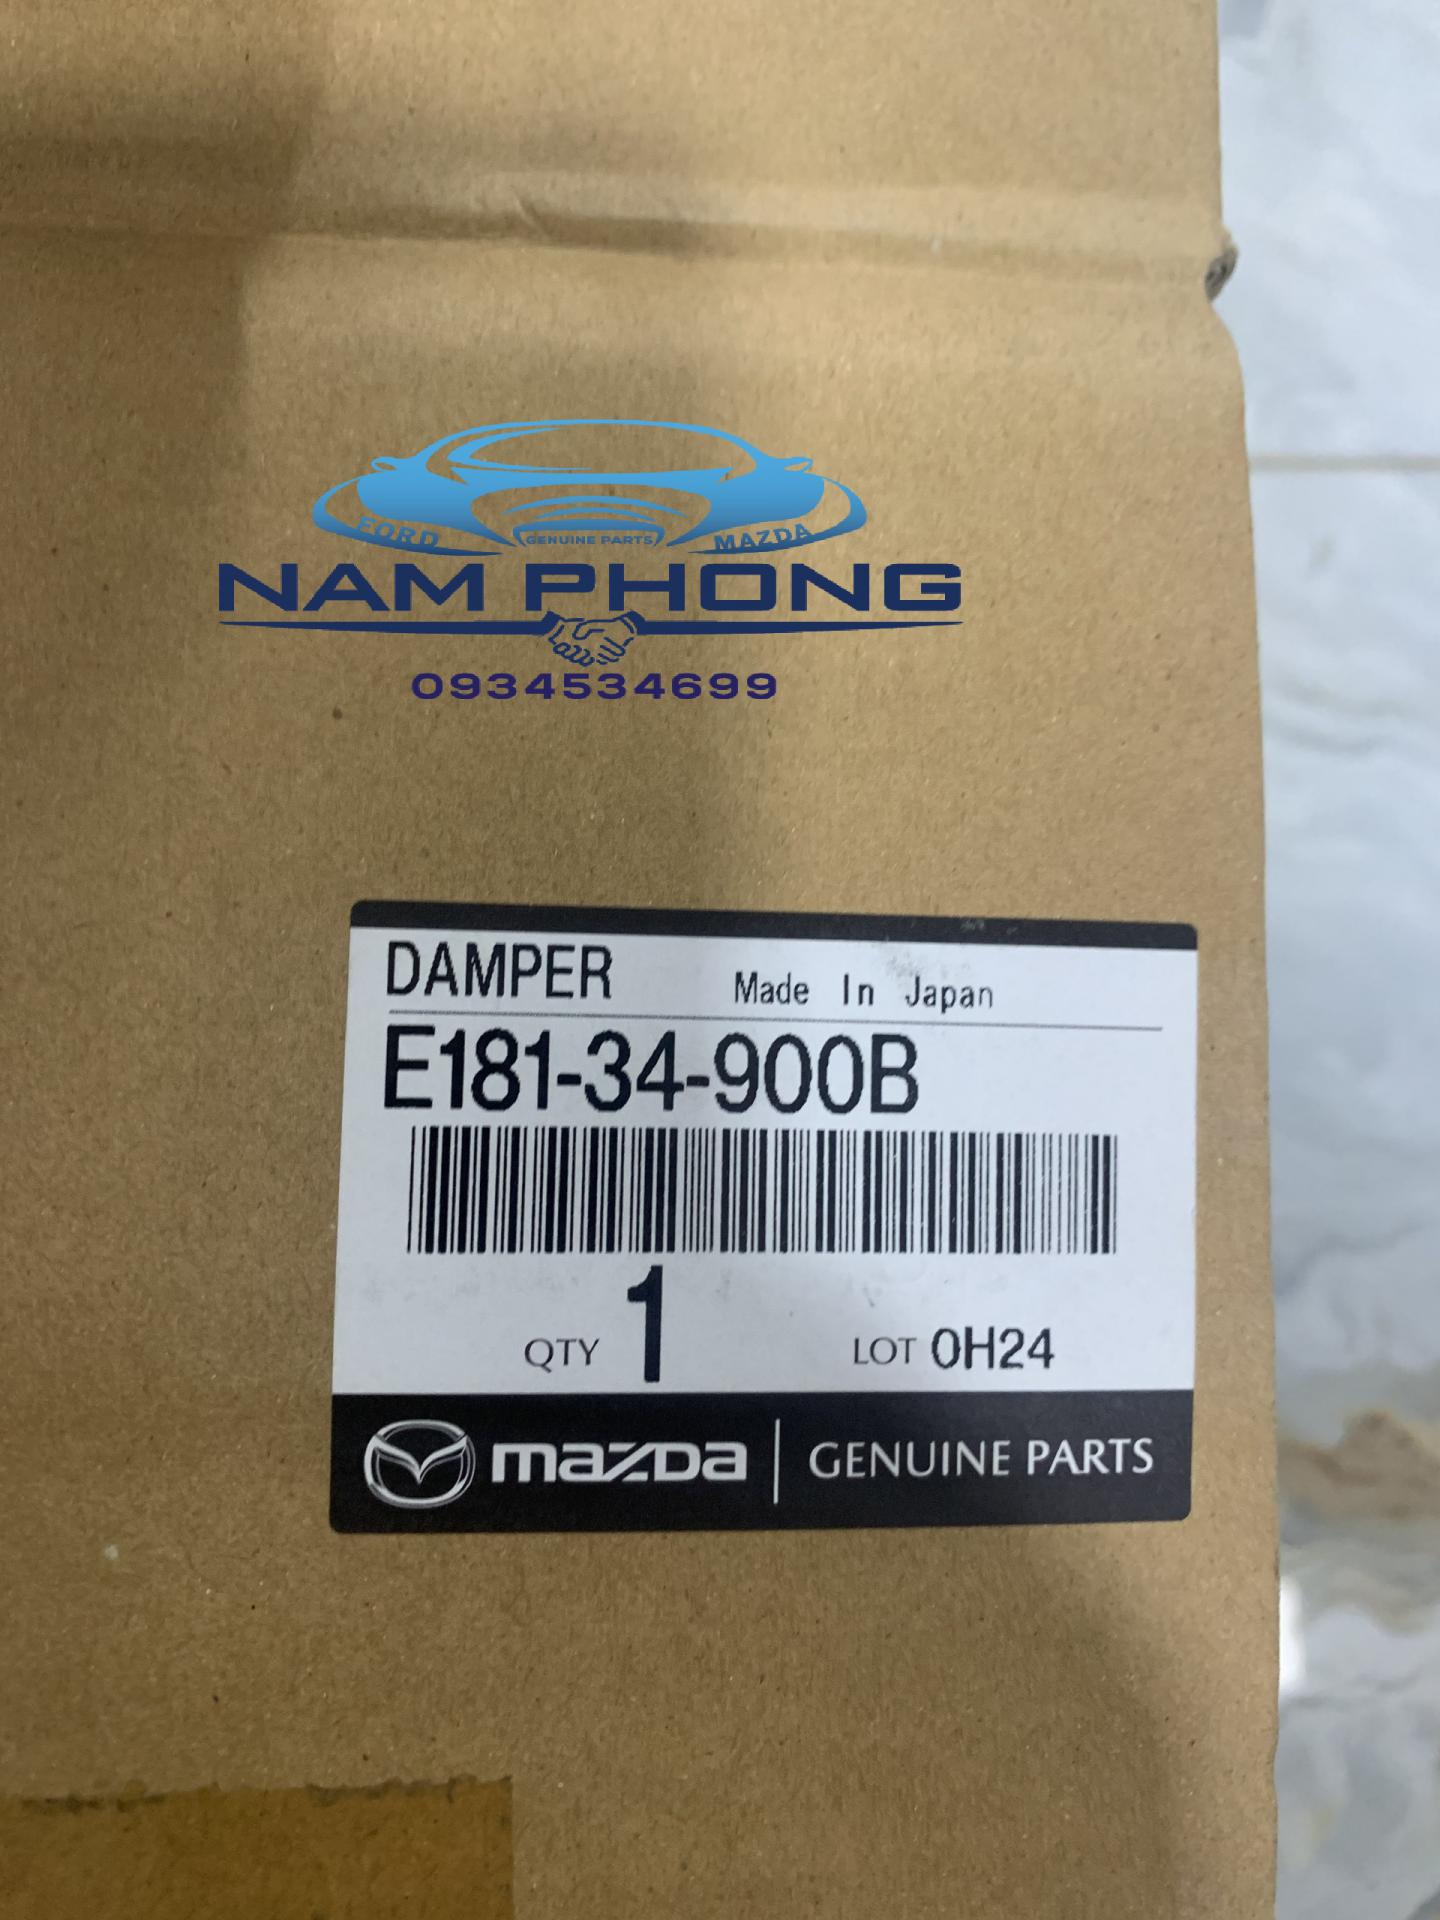 FORD
GENUINE PARTS
MAZDA
NAM PHONG
0934534699
DAMPER Made In Japan
E181-34-900B
QTY 1 LOT 0H24
mazda GENUINE PARTS